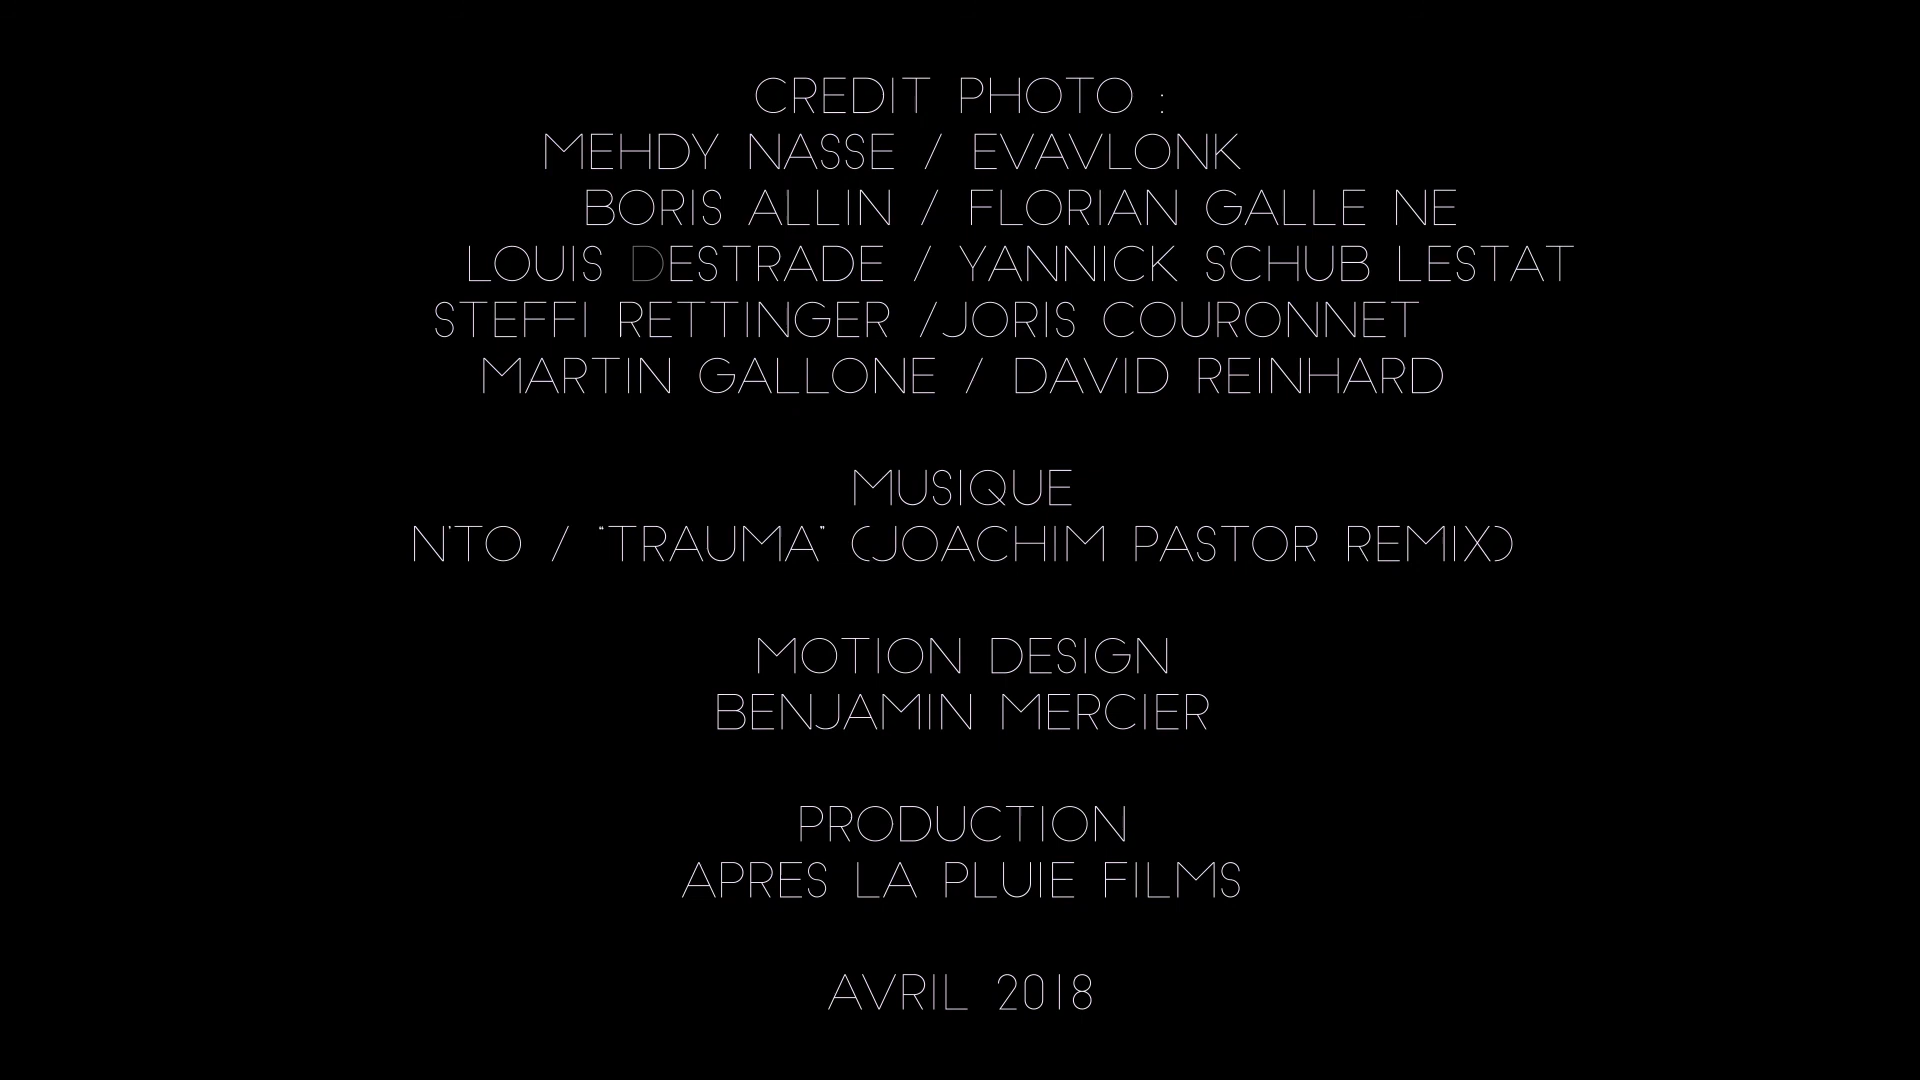 CREDIT PHOTO :
MEHDY NASSE / EVAVLONK
BORIS ALLIN / FLORIAN GALLE NE
LOUIS DESTRADE / YANNICK SCHUB LESTAT
STEFFI RETTINGER /JORIS COURONNET
MARTIN GALLONE / DAVID REINHARD
MUSIQUE
N'TO / "TRAUMA" (JOACHIM PASTOR REMIX)
MOTION DESIGN
BENJAMIN MERCIER
PRODUCTION
APRES LA PLUIE FILMS
AVRIL 2018